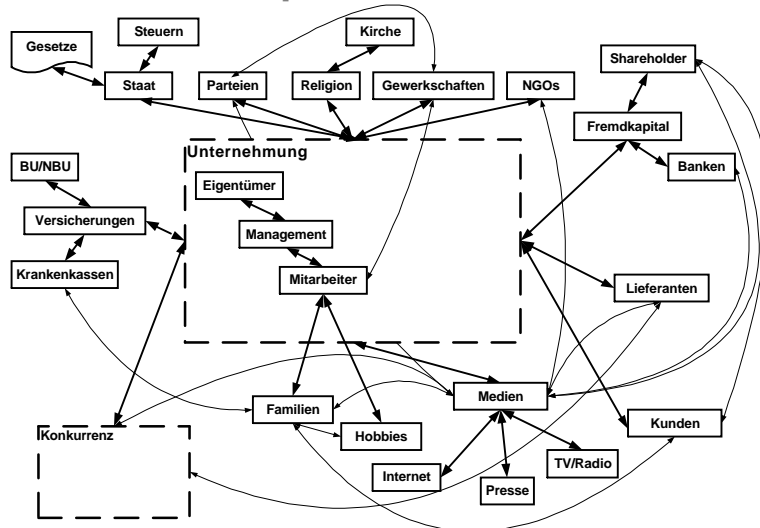 Steuern
Kirche
Gesetze
Shareholder
Staat
Parteien
Religion
Gewerkschaften
NGOs
Fremdkapital
Unternehmung
BU/NBU
Banken
Eigentümer
Versicherungen
Management
Krankenkassen
Mitarbeiter
Lieferanten
Medien
Familien
Kunden
Konkurrenz
Hobbies
TV/Radio
Internet
Presse